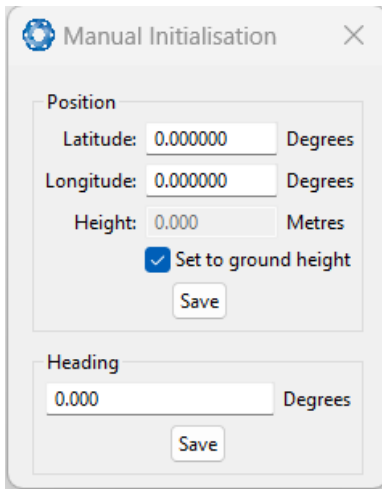 Manual Initialisation
Position
Latitude: 0.000000 Degrees
Longitude: 0.000000 Degrees
Height: 0.000 Metres
Set to ground height
Save
Heading
0.000 Degrees
Save